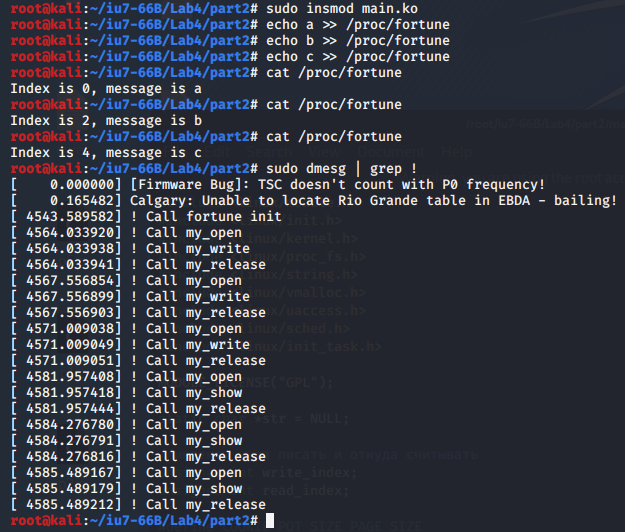 root@kali:~/iu7-66B/Lab4/part2# sudo insmod main.ko
root@kali:~/iu7-66B/Lab4/part2# echo a >> /proc/fortune
root@kali:~/iu7-66B/Lab4/part2# echo b >> /proc/fortune
root@kali:~/iu7-66B/Lab4/part2# echo c >> /proc/fortune
root@kali:~/iu7-66B/Lab4/part2# cat /proc/fortune
Index is 0, message is a
root@kali:~/iu7-66B/Lab4/part2# cat /proc/fortune
Index is 2, message is b
root@kali:~/iu7-66B/Lab4/part2# cat /proc/fortune
Index is 4, message is c
root@kali:~/iu7-66B/Lab4/part2# sudo dmesg | grep !
[    0.000000] [Firmware Bug]: TSC doesn't count with P0 frequency!
[    0.165482] Calgary: Unable to locate Rio Grande table in EBDA - bailing!
[ 4543.589582] ! Call fortune init
[ 4564.033920] ! Call my_open
[ 4564.033938] ! Call my_write
[ 4564.033941] ! Call my_release
[ 4567.556854] ! Call my_open
[ 4567.556899] ! Call my_write
[ 4567.556903] ! Call my_release
[ 4571.009038] ! Call my_open
[ 4571.009049] ! Call my_write
[ 4571.009051] ! Call my_release
[ 4581.957408] ! Call my_open
[ 4581.957418] ! Call my_show
[ 4581.957444] ! Call my_release
[ 4584.276780] ! Call my_open
[ 4584.276791] ! Call my_show
[ 4584.276816] ! Call my_release
[ 4585.489167] ! Call my_open
[ 4585.489179] ! Call my_show
[ 4585.489212] ! Call my_release
root@kali:~/iu7-66B/Lab4/part2#